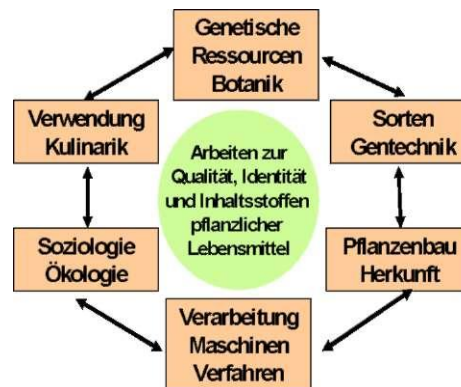 Genetische
Ressourcen
Botanik
Verwendung
Kulinarik
Sorten
Gentechnik
Arbeiten zur
Qualität, Identität
und Inhaltsstoffen
pflanzlicher
Lebensmittel
Soziologie
Ökologie
Pflanzenbau
Herkunft
Verarbeitung
Maschinen
Verfahren